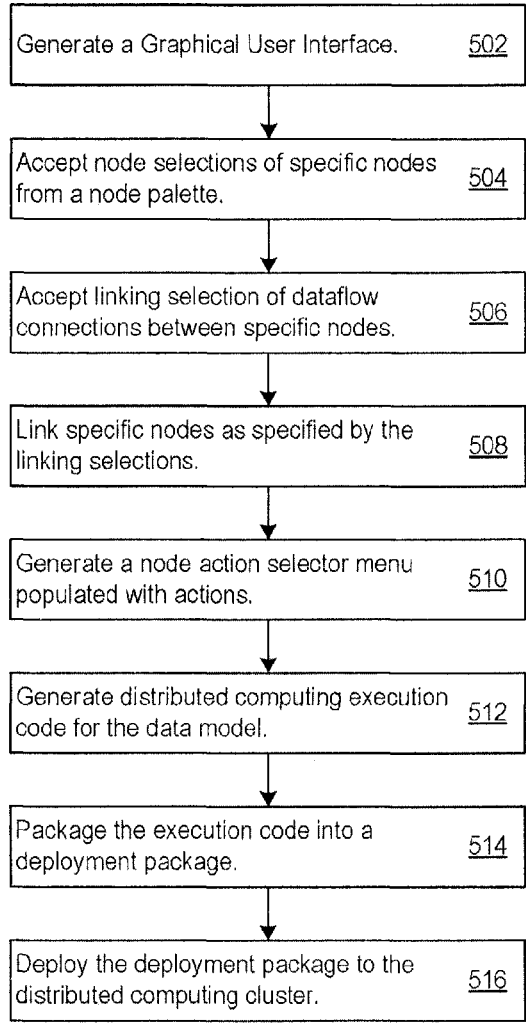 Generate a Graphical User Interface. 502
Accept node selections of specific nodes
from a node palette. 504
Accept linking selection of dataflow
connections between specific nodes. 506
Link specific nodes as specified by the
linking selections. 508
Generate a node action selector menu
populated with actions. 510
Generate distributed computing execution
code for the data model. 512
Package the execution code into a
deployment package. 514
Deploy the deployment package to the
distributed computing cluster. 516